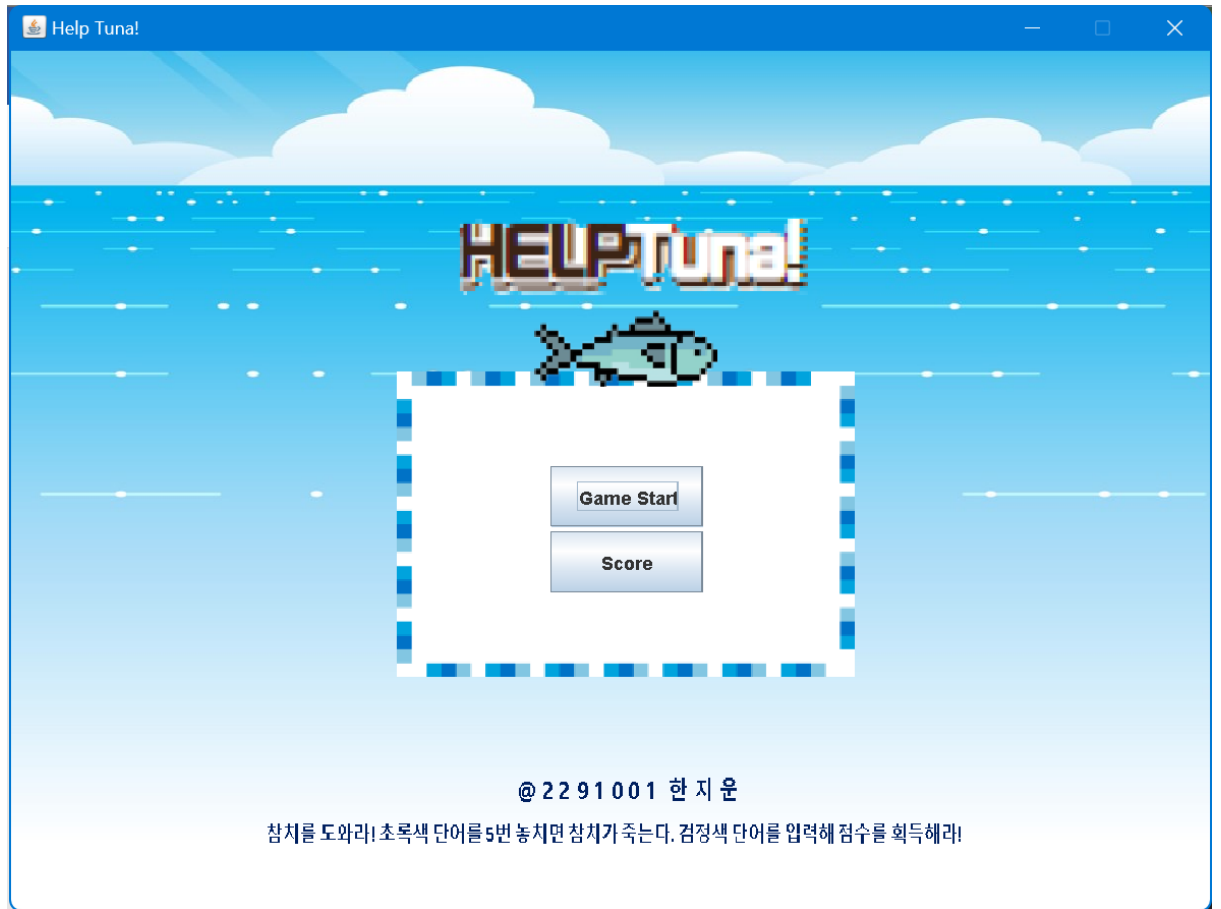 Help Tuna!
HELP Tuna!
Game Start
Score
@2291001 한지운
참치를 도와라! 초록색 단어를 5번 놓치면 참치가 죽는다. 검정색 단어를 입력해 점수를 획득해라!